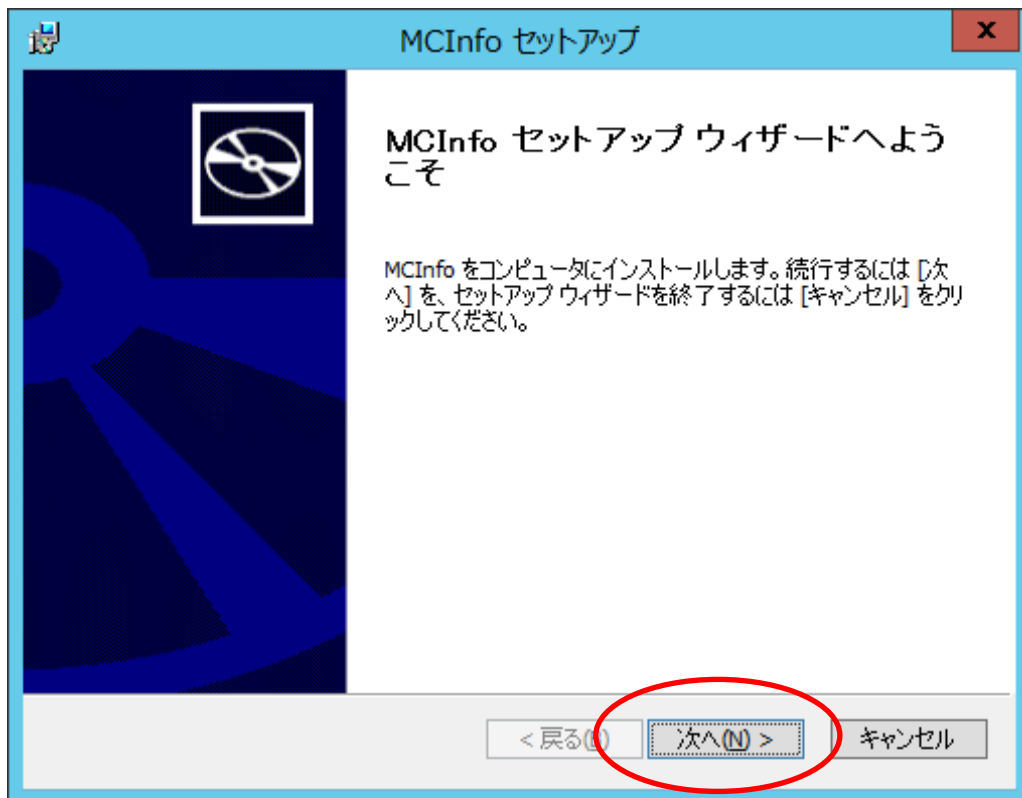 MCInfo セットアップ
x
MCInfo セットアップ ウィザードへよう
こそ
MCInfo をコンピュータにインストールします。続行するには [次
へ] を、セットアップ ウィザードを終了するには [キャンセル] をクリ
ックしてください。
< 戻る(B) 次へ(N) > キャンセル